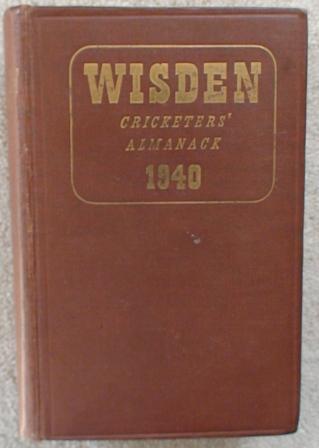 WISDEN
CRICKETERS'
ALMANACK
1940